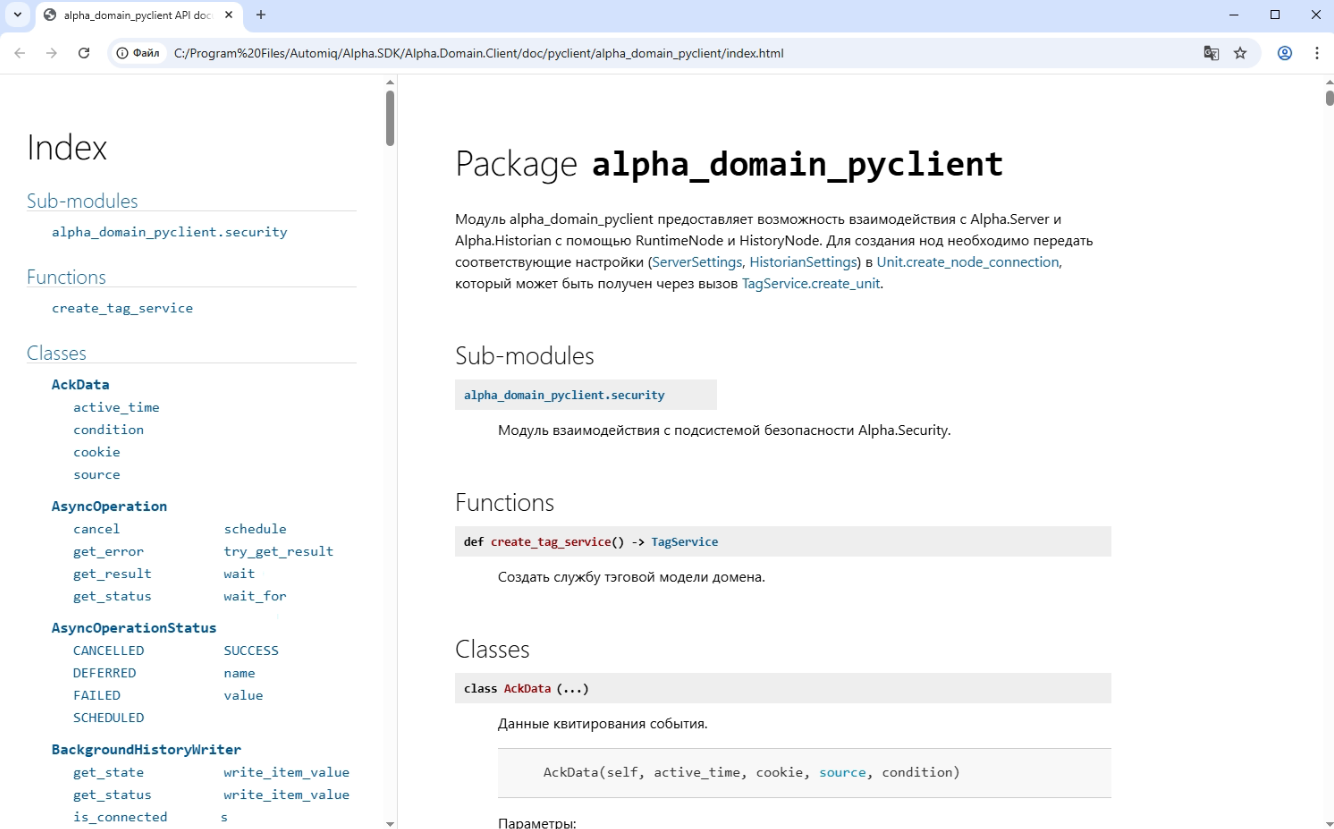 alpha_domain_pyclient API doc
Файл
C:/Program%20Files/Automiq/Alpha.SDK/Alpha.Domain.Client/doc/pyclient/alpha_domain_pyclient/index.html
Index
Sub-modules
alpha_domain_pyclient.security
Functions
create_tag_service
Classes
AckData
active_time
condition
cookie
source
AsyncOperation
cancel schedule
get_error try_get_result
get_result wait
get_status wait_for
AsyncOperationStatus
CANCELLED SUCCESS
DEFERRED name
FAILED value
SCHEDULED
BackgroundHistoryWriter
get_state write_item_value
get_status write_item_value
is_connected s
Package alpha_domain_pyclient
Модуль alpha_domain_pyclient предоставляет возможность взаимодействия с Alpha.Server и
Alpha.Historian с помощью RuntimeNode и HistoryNode. Для создания нод необходимо передать
соответствующие настройки (ServerSettings, HistorianSettings) в Unit.create_node_connection,
который может быть получен через вызов TagService.create_unit.
Sub-modules
alpha_domain_pyclient.security
Модуль взаимодействия с подсистемой безопасности Alpha.Security.
Functions
def create_tag_service() -> TagService
Создать службу тэговой модели домена.
Classes
class AckData (...)
Данные квитирования события.
AckData(self, active_time, cookie, source, condition)
Параметры: